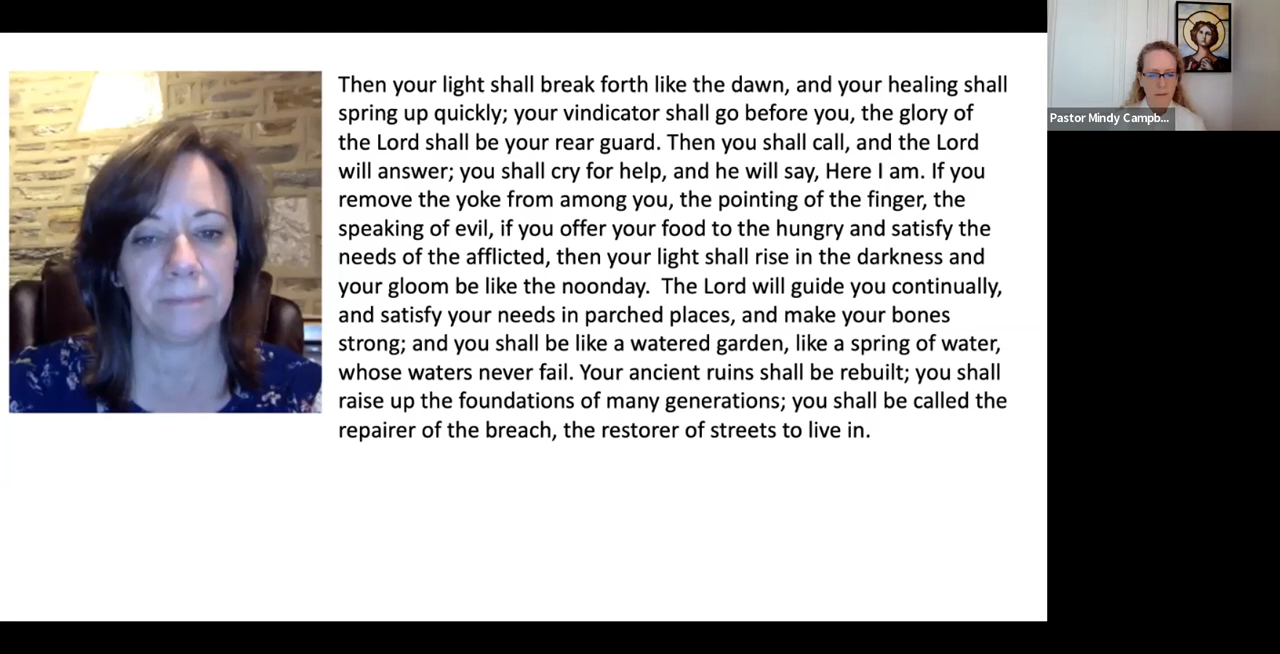 Then your light shall break forth like the dawn, and your healing shall
spring up quickly; your vindicator shall go before you, the glory of
the Lord shall be your rear guard. Then you shall call, and the Lord
will answer; you shall cry for help, and he will say, Here I am. If you
remove the yoke from among you, the pointing of the finger, the
speaking of evil, if you offer your food to the hungry and satisfy the
needs of the afflicted, then your light shall rise in the darkness and
your gloom be like the noonday.  The Lord will guide you continually,
and satisfy your needs in parched places, and make your bones
strong; and you shall be like a watered garden, like a spring of water,
whose waters never fail. Your ancient ruins shall be rebuilt; you shall
raise up the foundations of many generations; you shall be called the
repairer of the breach, the restorer of streets to live in.
Pastor Mindy Campb...